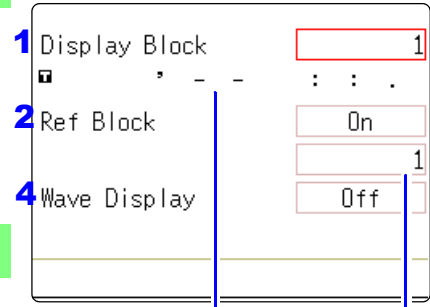 1 Display Block 1
T ' - - : : .
2 Ref Block On
1
4 Wave Display Off